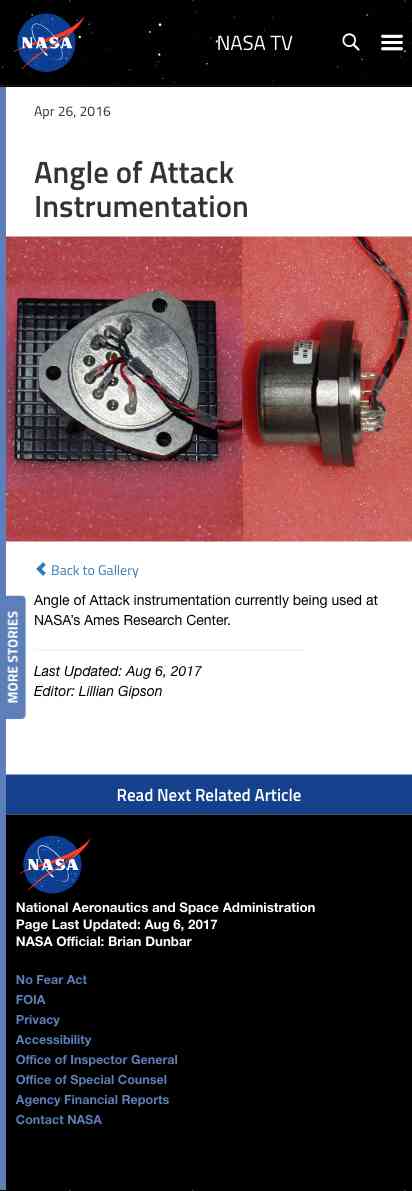 NASA
NASA TV
Apr 26, 2016
Angle of Attack
Instrumentation
Back to Gallery
Angle of Attack instrumentation currently being used at
NASA's Ames Research Center.
MORE STORIES
Last Updated: Aug 6, 2017
Editor: Lillian Gipson
Read Next Related Article
NASA
National Aeronautics and Space Administration
Page Last Updated: Aug 6, 2017
NASA Official: Brian Dunbar
No Fear Act
FOIA
Privacy
Accessibility
Office of Inspector General
Office of Special Counsel
Agency Financial Reports
Contact NASA